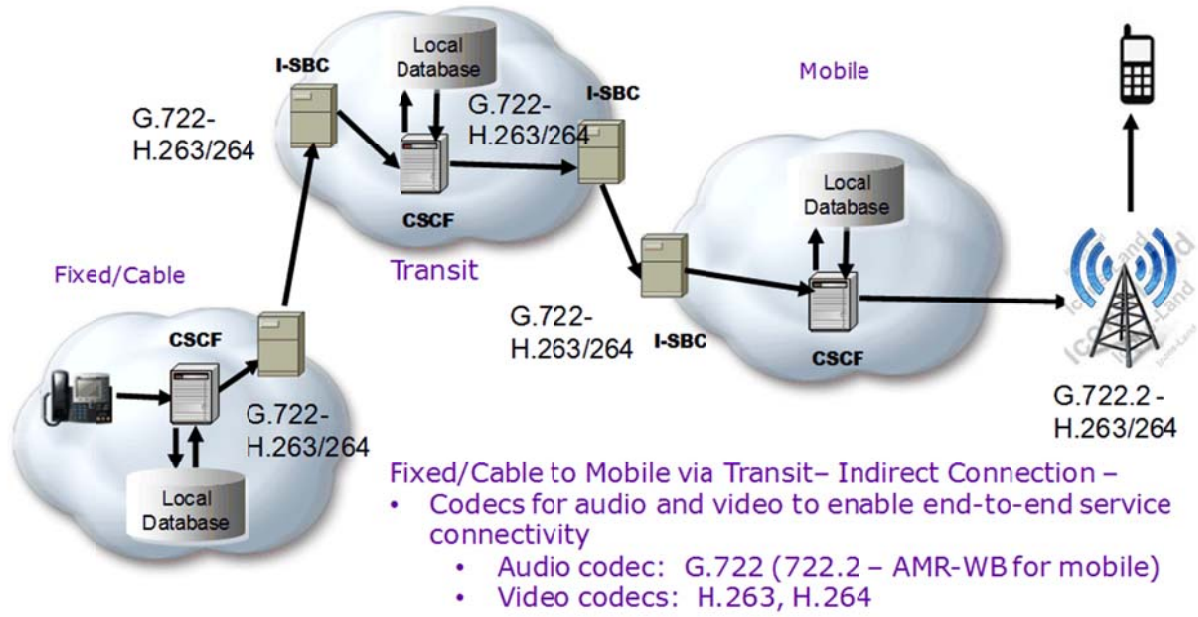 Local
Database
I-SBC
G.722-
H.263/264
G.722-
H.263/264
I-SBC
CSCF
Transit
Mobile
Local
Database
G.722-
H.263/264
I-SBC
CSCF
Fixed/Cable
CSCF
G.722-
H.263/264
Local
Database
Icons-Land
G.722.2 -
H.263/264
Fixed/Cable to Mobile via Transit– Indirect Connection –
• Codecs for audio and video to enable end-to-end service
connectivity
• Audio codec: G.722 (722.2 – AMR-WB for mobile)
• Video codecs: H.263, H.264